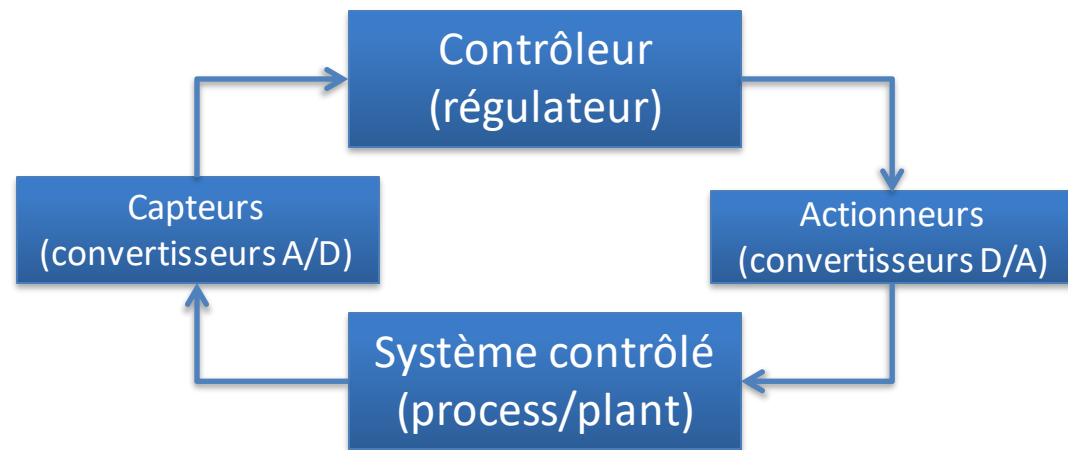 Contrôleur
(régulateur)
Capteurs
(convertisseurs A/D)
Actionneurs
(convertisseurs D/A)
Système contrôlé
(process/plant)